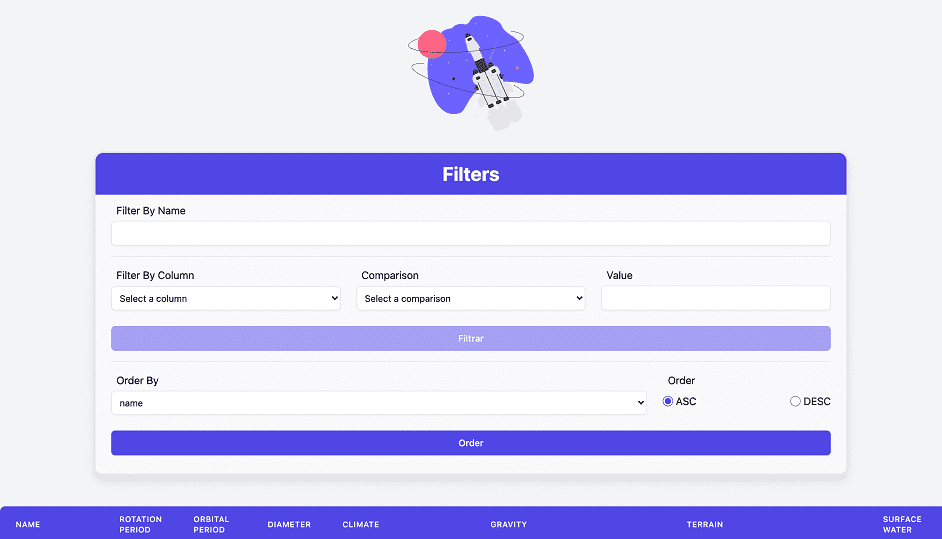 Filters
Filter By Name
Filter By Column Comparison Value
Select a column Select a comparison
Filtrar
Order By Order
name ASC DESC
Order
NAME ROTATION PERIOD ORBITAL PERIOD DIAMETER CLIMATE GRAVITY TERRAIN SURFACE WATER